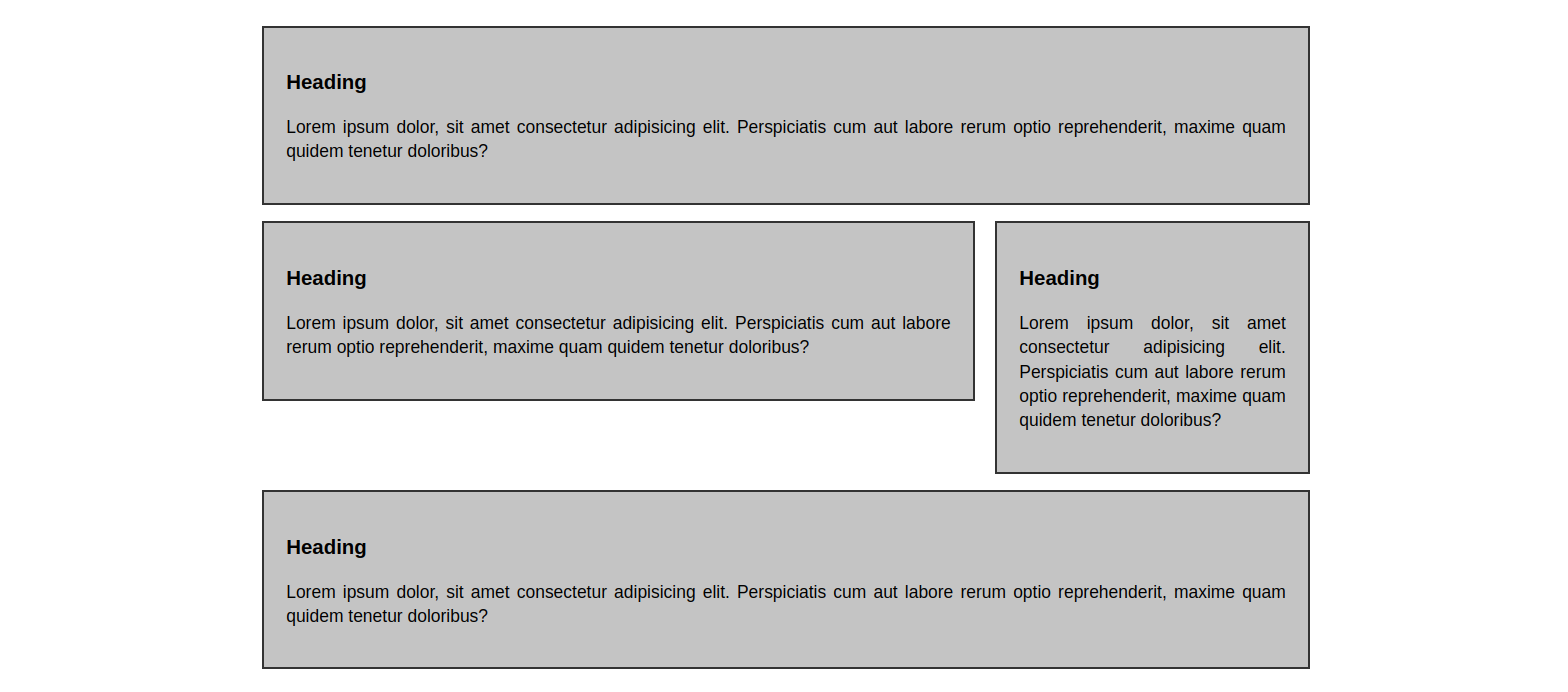 Heading
Lorem ipsum dolor, sit amet consectetur adipisicing elit. Perspiciatis cum aut labore rerum optio reprehenderit, maxime quam
quidem tenetur doloribus?
Heading
Lorem ipsum dolor, sit amet consectetur adipisicing elit. Perspiciatis cum aut labore
rerum optio reprehenderit, maxime quam quidem tenetur doloribus?
Heading
Lorem ipsum dolor, sit amet
consectetur adipisicing elit.
Perspiciatis cum aut labore rerum
optio reprehenderit, maxime quam
quidem tenetur doloribus?
Heading
Lorem ipsum dolor, sit amet consectetur adipisicing elit. Perspiciatis cum aut labore rerum optio reprehenderit, maxime quam
quidem tenetur doloribus?